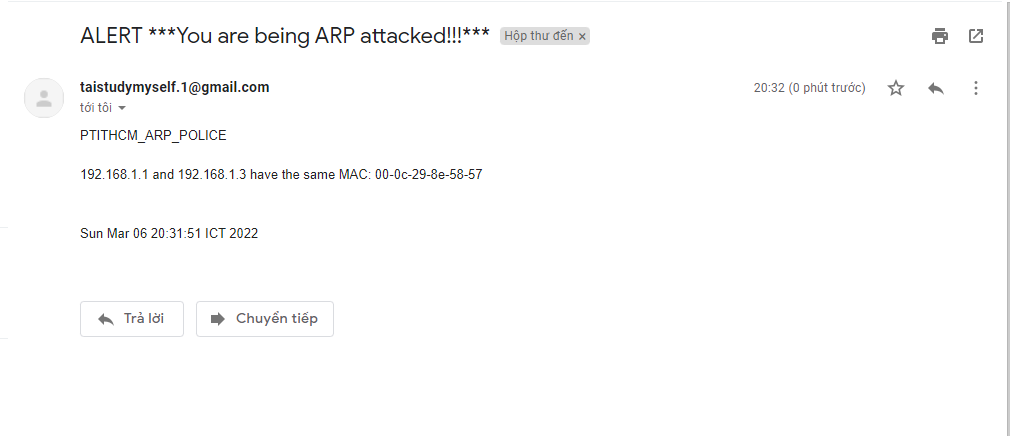 ALERT ***You are being ARP attacked!!!*** Hộp thư đến ×
taistudymyself.1@gmail.com 20:32 (0 phút trước)
tới tôi
PTITHCM_ARP_POLICE
192.168.1.1 and 192.168.1.3 have the same MAC: 00-0c-29-8e-58-57
Sun Mar 06 20:31:51 ICT 2022
Trả lời Chuyển tiếp